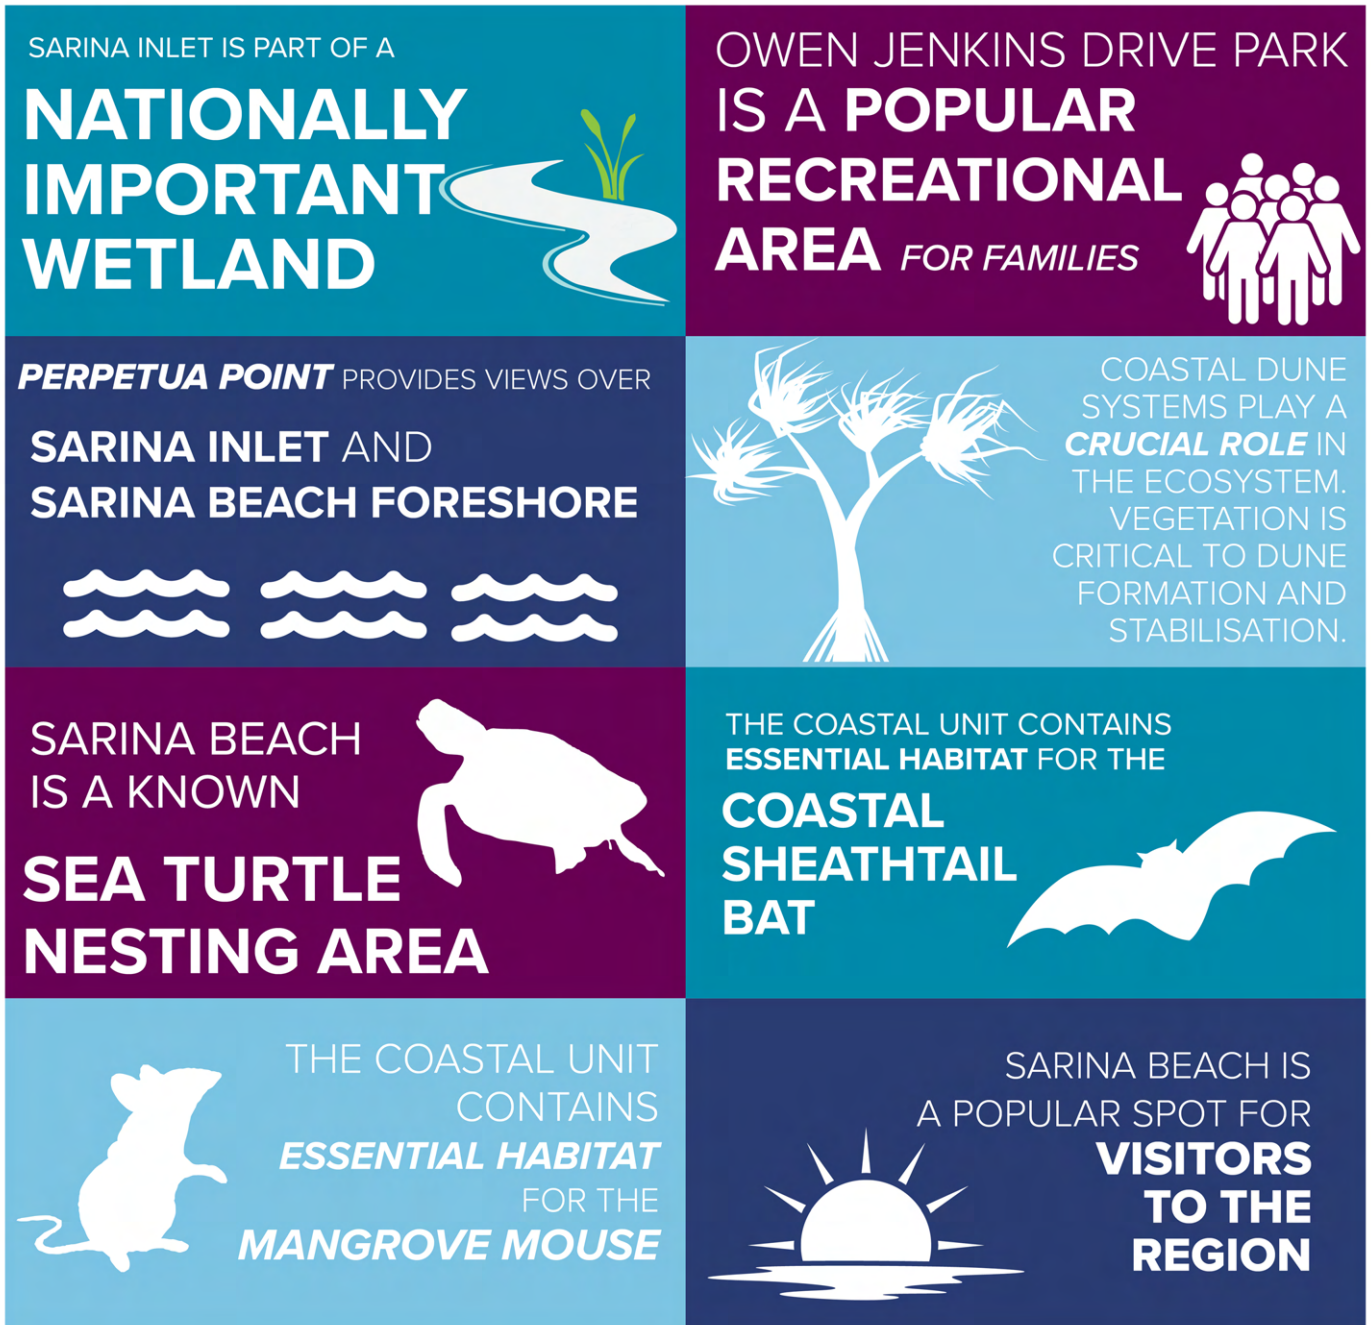 SARINA INLET IS PART OF A
NATIONALLY
IMPORTANT
WETLAND
OWEN JENKINS DRIVE PARK
IS A POPULAR
RECREATIONAL
AREA FOR FAMILIES
PERPETUA POINT PROVIDES VIEWS OVER
SARINA INLET AND
SARINA BEACH FORESHORE
COASTAL DUNE
SYSTEMS PLAY A
CRUCIAL ROLE IN
THE ECOSYSTEM.
VEGETATION IS
CRITICAL TO DUNE
FORMATION AND
STABILISATION.
SARINA BEACH
IS A KNOWN
SEA TURTLE
NESTING AREA
THE COASTAL UNIT CONTAINS
ESSENTIAL HABITAT FOR THE
COASTAL
SHEATHTAIL
BAT
THE COASTAL UNIT
CONTAINS
ESSENTIAL HABITAT
FOR THE
MANGROVE MOUSE
SARINA BEACH IS
A POPULAR SPOT FOR
VISITORS
TO THE
REGION